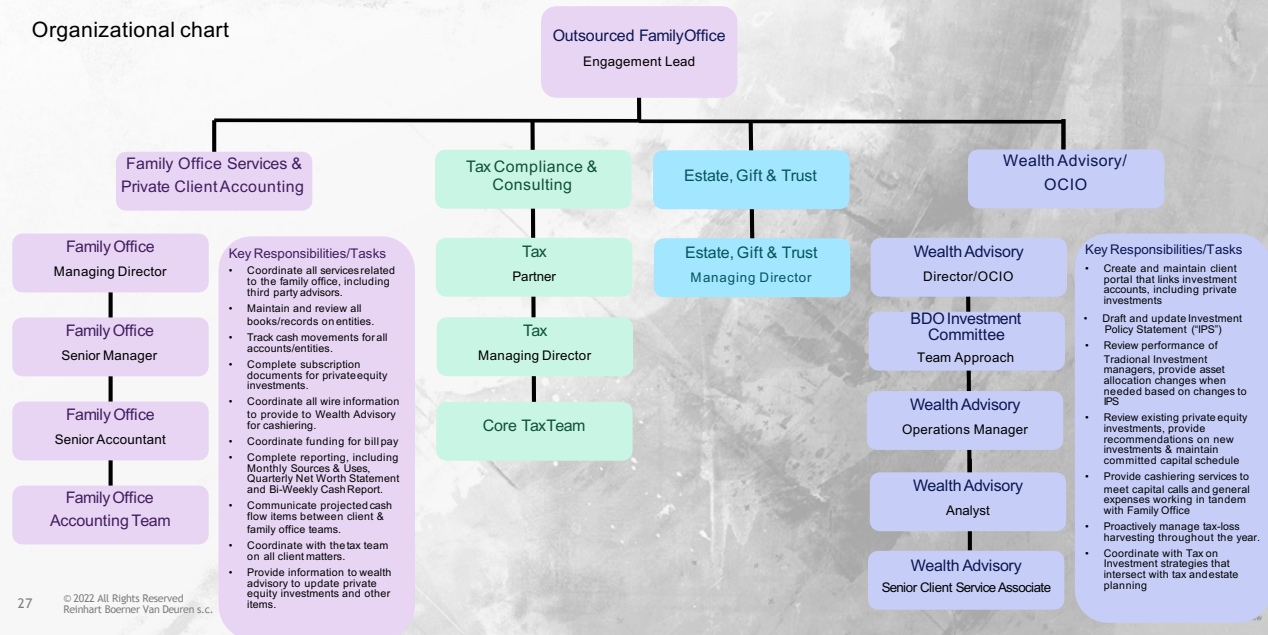 Organizational chart
Outsourced Family Office
Engagement Lead
Family Office Services &
Private Client Accounting
Tax Compliance &
Consulting
Estate, Gift & Trust
Wealth Advisory/
OCIO
Family Office
Managing Director
Family Office
Senior Manager
Family Office
Senior Accountant
Family Office
Accounting Team
Key Responsibilities/Tasks
• Coordinate all services related
to the family office, including
third party advisors.
• Maintain and review all
books/records on entities.
• Track cash movements for all
accounts/entities.
• Complete subscription
documents for private equity
investments.
• Coordinate all wire information
to provide to Wealth Advisory
for cashiering.
• Coordinate funding for bill pay
• Complete reporting, including
Monthly Sources & Uses,
Quarterly Net Worth Statement
and Bi-Weekly Cash Report.
• Communicate projected cash
flow items between client &
family office teams.
• Coordinate with the tax team
on all client matters.
• Provide information to wealth
advisory to update private
equity investments and other
items.
Tax
Partner
Tax
Managing Director
Core Tax Team
Estate, Gift & Trust
Managing Director
Wealth Advisory
Director/OCIO
BDO Investment
Committee
Team Approach
Wealth Advisory
Operations Manager
Wealth Advisory
Analyst
Wealth Advisory
Senior Client Service Associate
Key Responsibilities/Tasks
• Create and maintain client
portal that links investment
accounts, including private
investments
• Draft and update Investment
Policy Statement (“IPS”)
• Review performance of
Tradional Investment
managers, provide asset
allocation changes when
needed based on changes to
IPS
• Review existing private equity
investments, provide
recommendations on new
investments & maintain
committed capital schedule
• Provide cashiering services to
meet capital calls and general
expenses working in tandem
with Family Office
• Proactively manage tax-loss
harvesting throughout the year.
• Coordinate with Tax on
Investment strategies that
intersect with tax and estate
planning
27
© 2022 All Rights Reserved
Reinhart Boerner Van Deuren s.c.